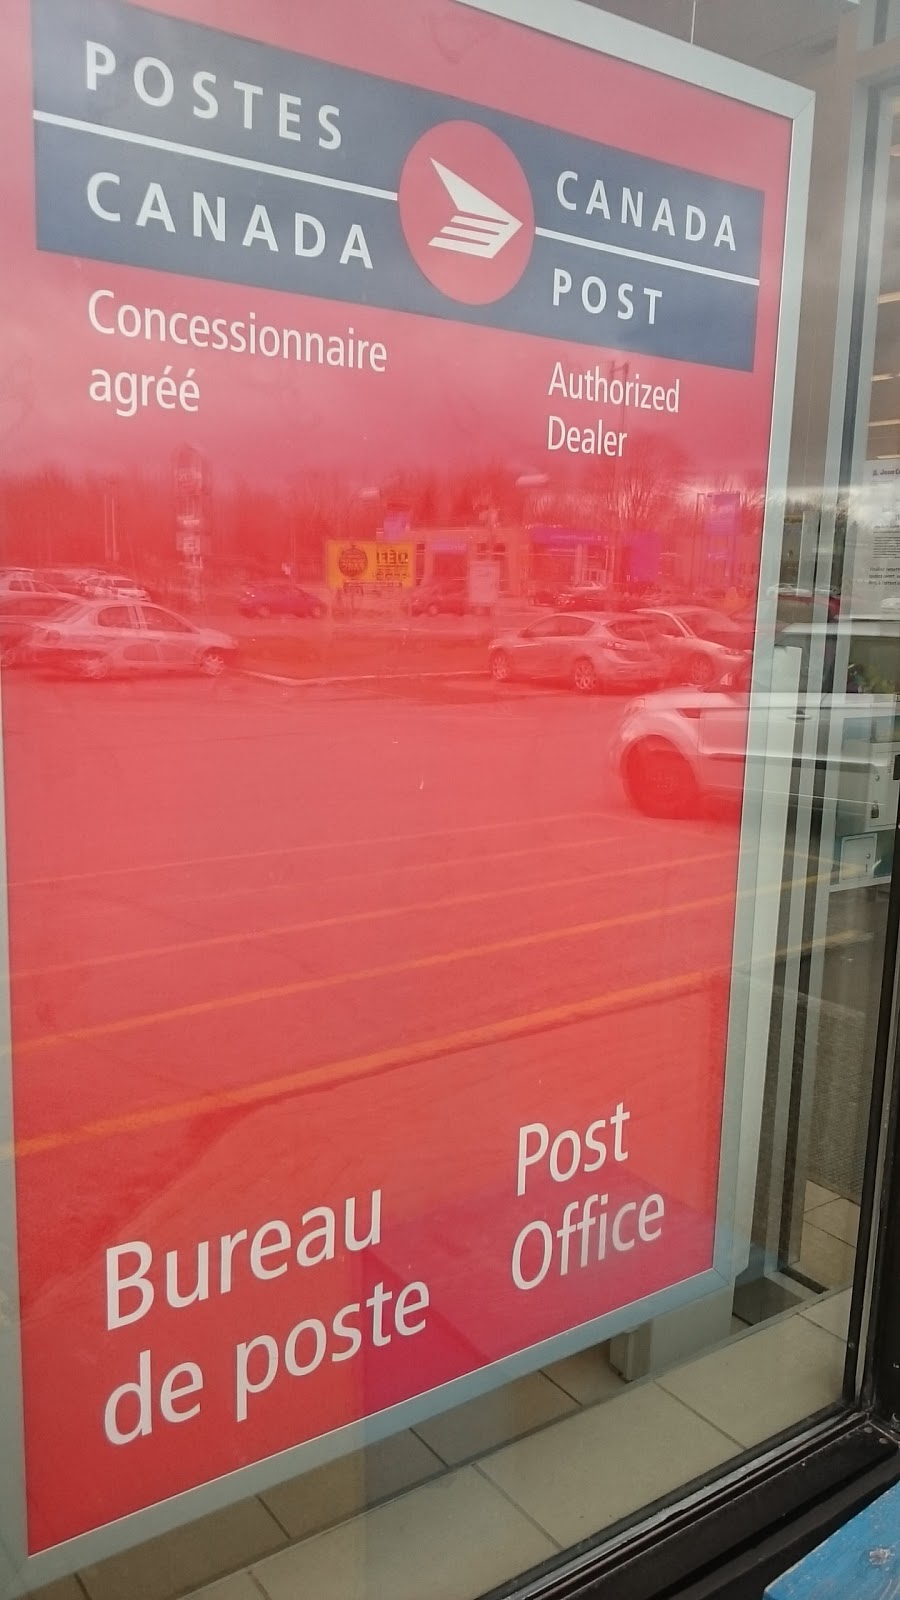 POSTES
CANADA
CANADA
POST
Concessionnaire
agréé
Authorized
Dealer
Bureau
de poste
Post
Office